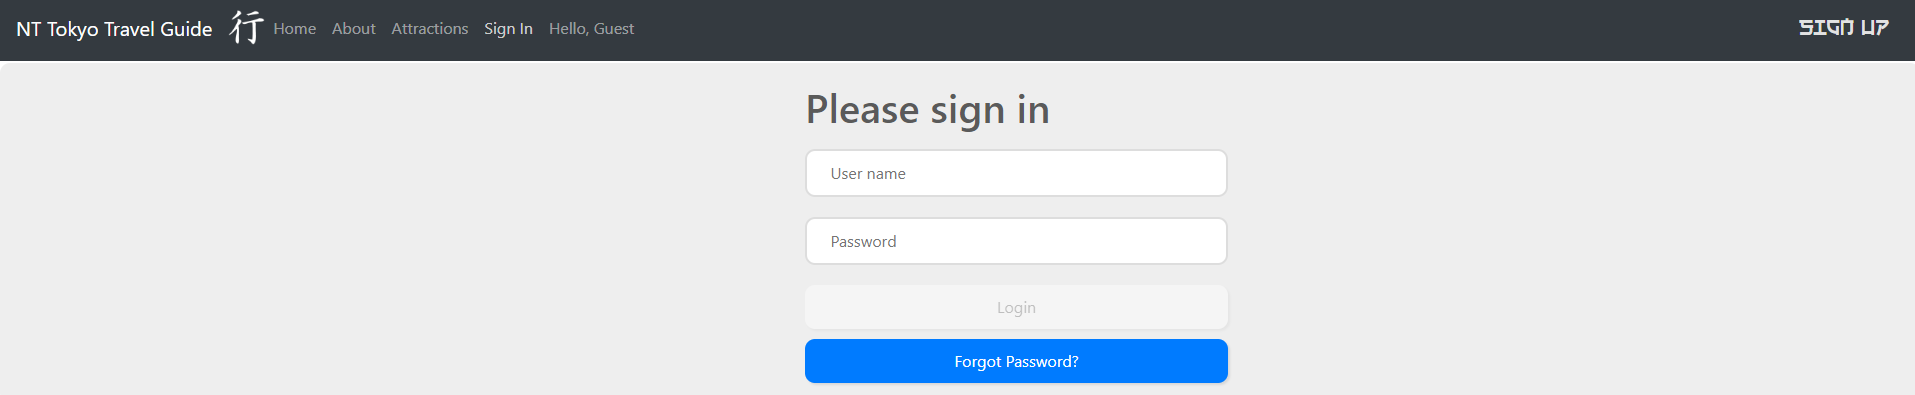 NT Tokyo Travel Guide 行 Home About Attractions Sign In Hello, Guest SIGN UP
Please sign in
User name
Password
Login
Forgot Password?